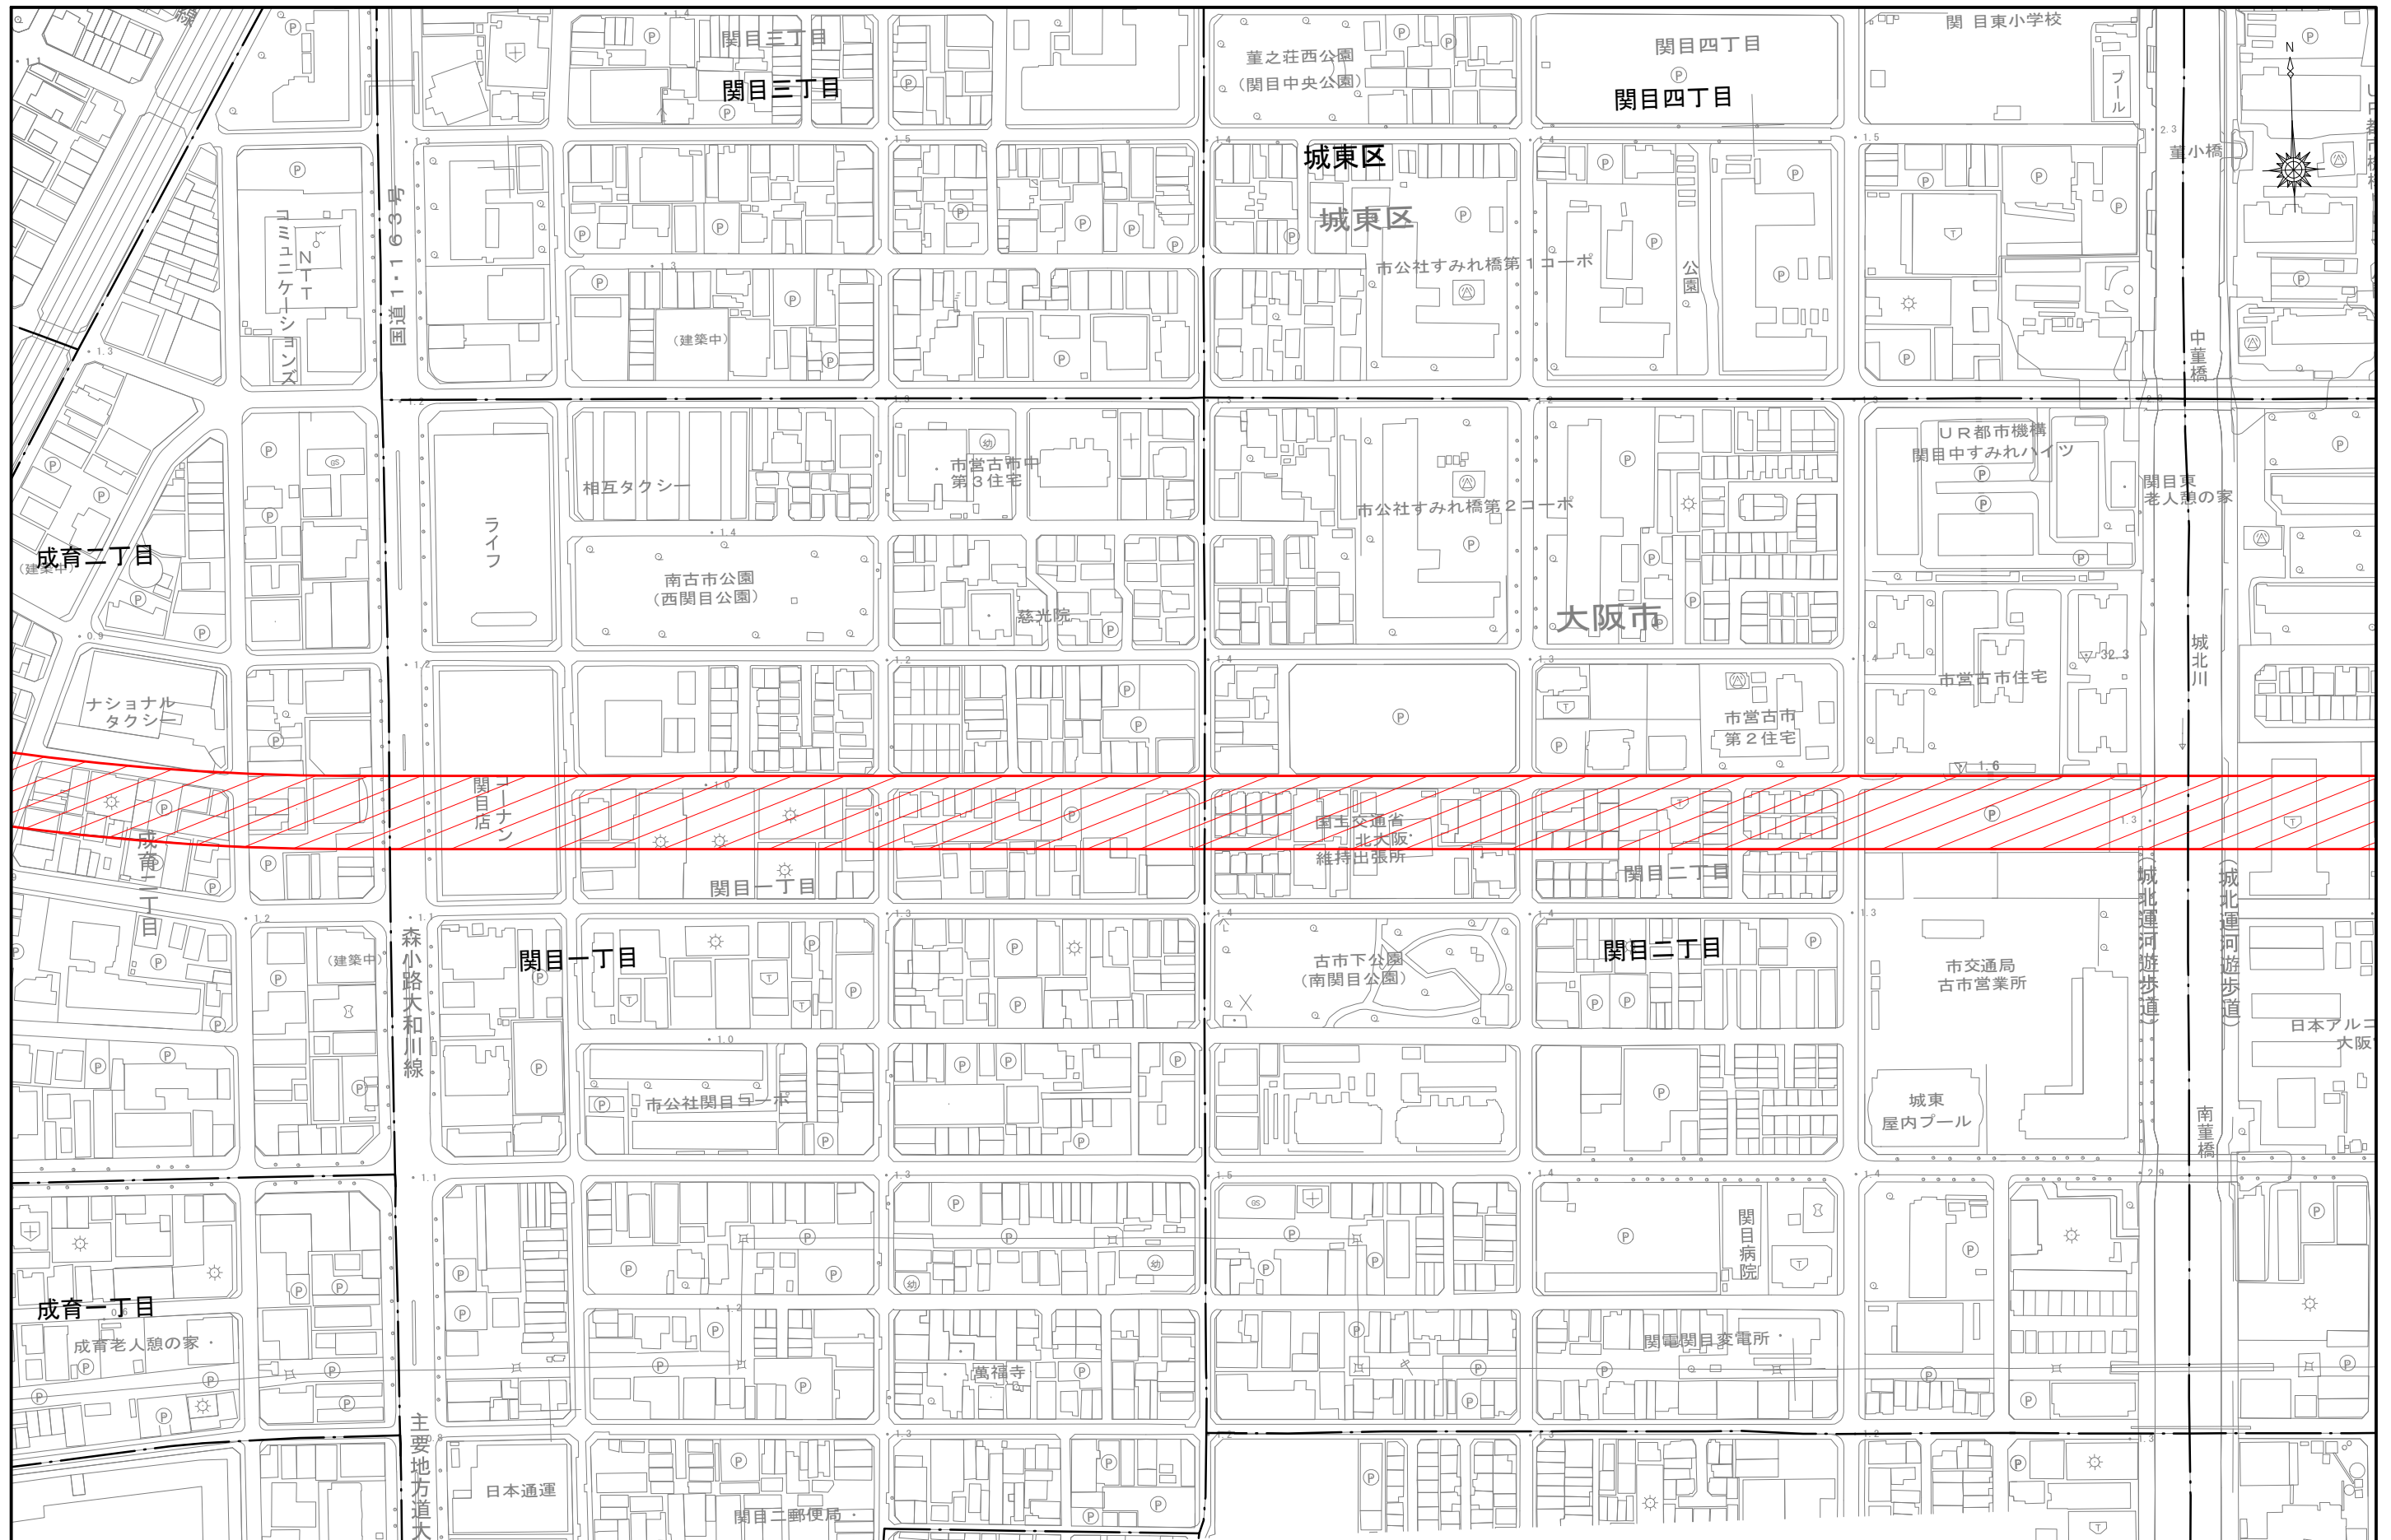 線
関目三丁目
関目三丁目
菫之荘西公園
(関目中央公園)
関目四丁目
関目四丁目
関目東小学校
プール
N
菫小橋
城東区
城東区
NTT
コミュニケーションズ
国道1・163号
(建築中)
市公社すみれ橋第1コーポ
公園
中菫橋
相互タクシー
市営古市中
第3住宅
市公社すみれ橋第2コーポ
UR都市機構
関目中すみれハイツ
関目東
老人憩の家
ライフ
成育二丁目
(建築中)
南古市公園
(西関目公園)
慈光院
大阪市
城北川
ナショナル
タクシー
市営古市
第2住宅
市営古市住宅
32.3
1.6
コーナン
関目店
国土交通省
北大阪
維持出張所
成育二丁目
関目一丁目
関目二丁目
城北運河遊歩道
(城北運河遊歩道)
森小路大和川線
(建築中)
関目一丁目
古市下公園
(南関目公園)
関目二丁目
市交通局
古市営業所
日本アルミ
大阪
市公社関目コーポ
城東
屋内プール
南菫橋
関目病院
成育一丁目
成育老人憩の家
萬福寺
関電関目変電所
主要地方道大
日本通運
関目二郵便局